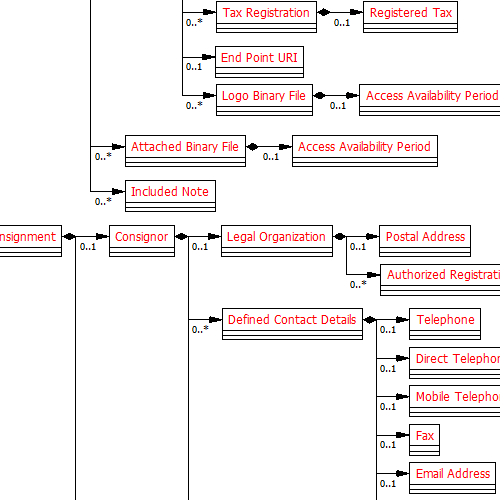 Tax Registration
Registered Tax
0..*
0..1
End Point URI
0..1
Logo Binary File
Access Availability Period
0..*
0..1
Attached Binary File
Access Availability Period
0..*
0..1
Included Note
0..*
nsignment
Consignor
Legal Organization
Postal Address
0..1
0..1
0..1
Authorized Registrati
0..*
Defined Contact Details
Telephone
0..*
0..1
Direct Telephor
0..1
Mobile Telepho
0..1
Fax
0..1
Email Address
0..1